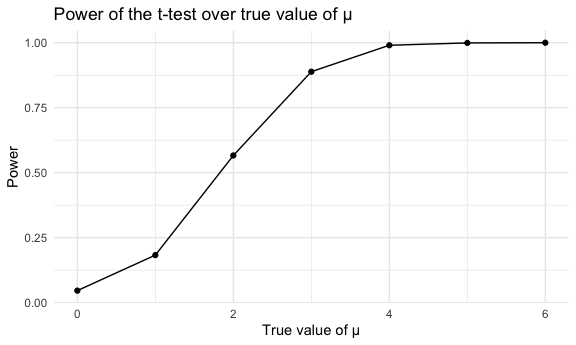 Power of the t-test over true value of μ
1.00
0.75
0.50
0.25
0.00
Power
0 2 4 6
True value of μ